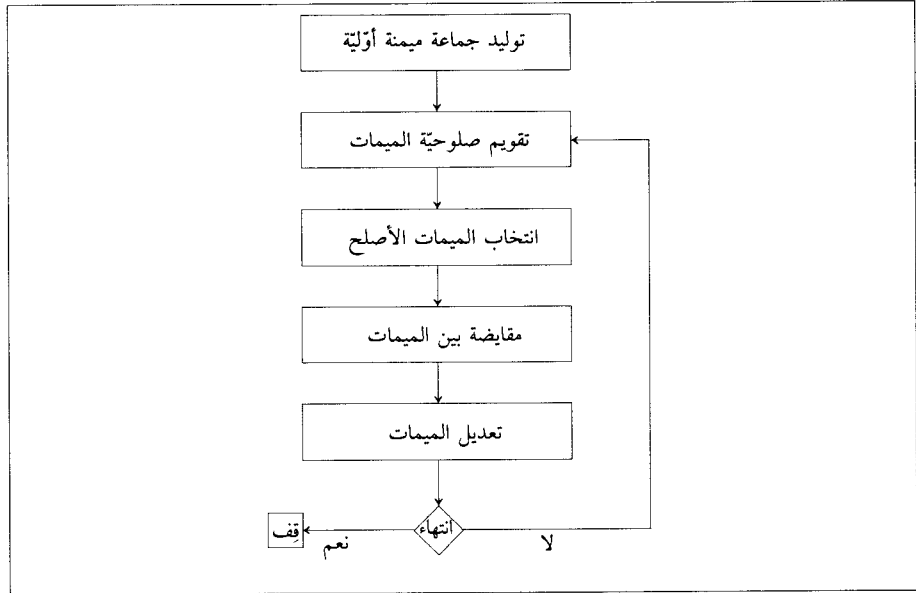 توليد جماعة ميمنة أوّليّة
تقويم صلوحيّة الميمات
انتخاب الميمات الأصلح
مقايضة بين الميمات
تعديل الميمات
انتهاء
لا
نعم
قِف